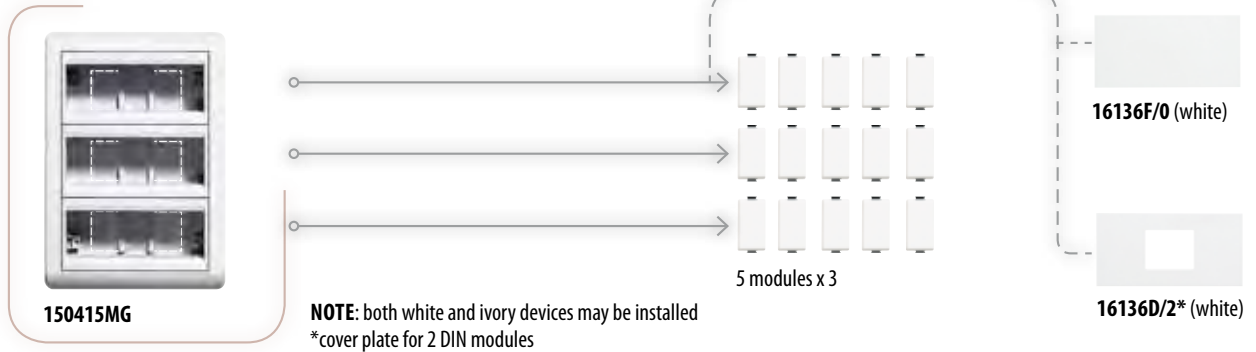 16136F/0 (white)
5 modules x 3
150415MG
NOTE: both white and ivory devices may be installed
*cover plate for 2 DIN modules
16136D/2* (white)